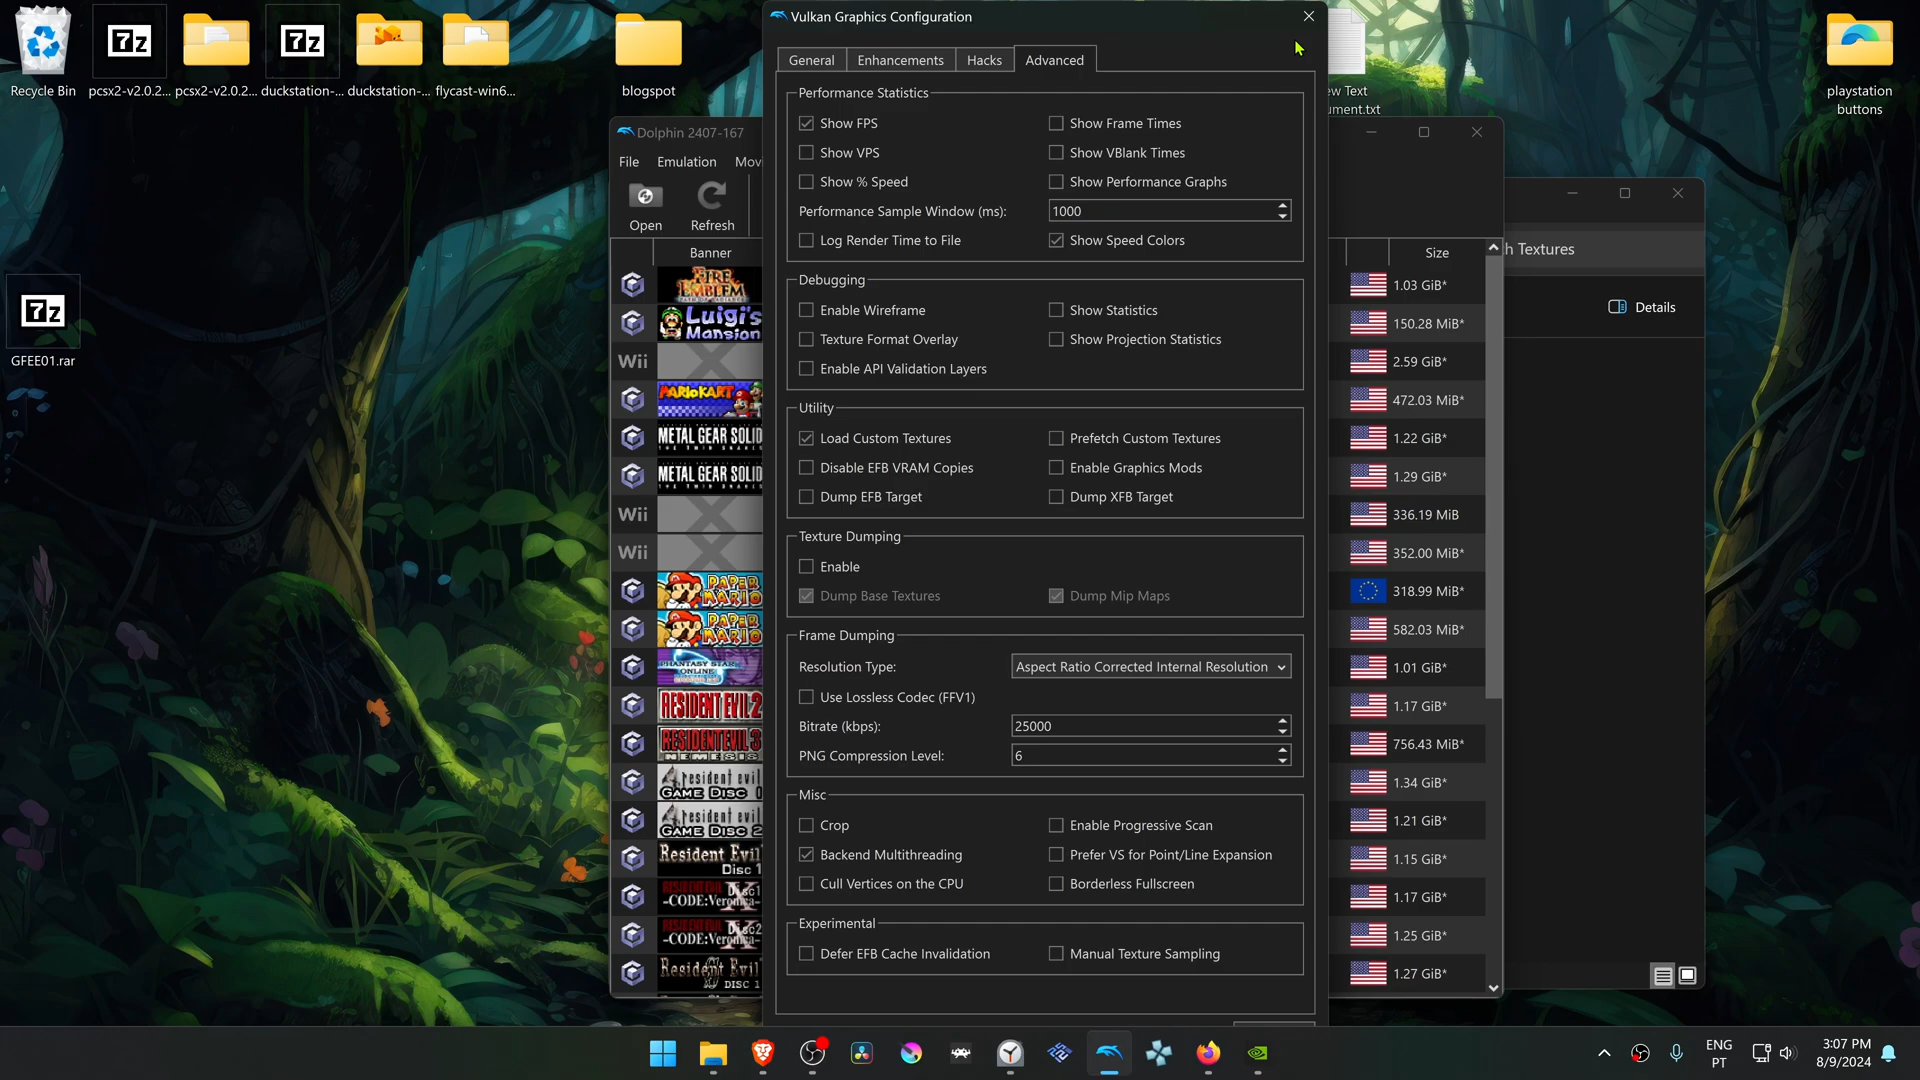 Recycle Bin
pcsx2-v2.0.2...
pcsx2-v2.0.2...
duckstation-...
duckstation-...
flycast-win6...
blogspot
playstation
buttons
GFEE01.rar
ew Text
ument.txt
Vulkan Graphics Configuration
General
Enhancements
Hacks
Advanced
Performance Statistics
Show FPS
Show Frame Times
Show VPS
Show VBlank Times
Show % Speed
Show Performance Graphs
Performance Sample Window (ms):
1000
Log Render Time to File
Show Speed Colors
Debugging
Enable Wireframe
Show Statistics
Texture Format Overlay
Show Projection Statistics
Enable API Validation Layers
Utility
Load Custom Textures
Prefetch Custom Textures
Disable EFB VRAM Copies
Enable Graphics Mods
Dump EFB Target
Dump XFB Target
Texture Dumping
Enable
Dump Base Textures
Dump Mip Maps
Frame Dumping
Resolution Type:
Aspect Ratio Corrected Internal Resolution
Use Lossless Codec (FFV1)
Bitrate (kbps):
25000
PNG Compression Level:
6
Misc
Crop
Enable Progressive Scan
Backend Multithreading
Prefer VS for Point/Line Expansion
Cull Vertices on the CPU
Borderless Fullscreen
Experimental
Defer EFB Cache Invalidation
Manual Texture Sampling
Dolphin 2407-167
File
Emulation
Mov
Open
Refresh
Banner
Size
FIRE
EMBLEM
1.03 GiB*
Luigi's
Mansion
150.28 MiB*
Wii
2.59 GiB*
MARIOKART
472.03 MiB*
METAL GEAR SOLID
1.22 GiB*
METAL GEAR SOLID
1.29 GiB*
Wii
336.19 MiB
Wii
352.00 MiB*
PAPER
MARIO
318.99 MiB*
PAPER
MARIO
582.03 MiB*
PHANTASY STAR
ONLINE
1.01 GiB*
RESIDENT EVIL 2
1.17 GiB*
RESIDENT EVIL 3
NEMESIS
756.43 MiB*
resident evil
4
GAME DISC
1.34 GiB*
resident evil
4
GAME DISC 2
1.21 GiB*
Resident Evil
Disc 1
1.15 GiB*
Disc1
-CODE:Veronica-
X
1.17 GiB*
Disc2
-CODE:Veronica-
X
1.25 GiB*
Resident Evil
DISC 1
1.27 GiB*
h Textures
Details
ENG
PT
3:07 PM
8/9/2024